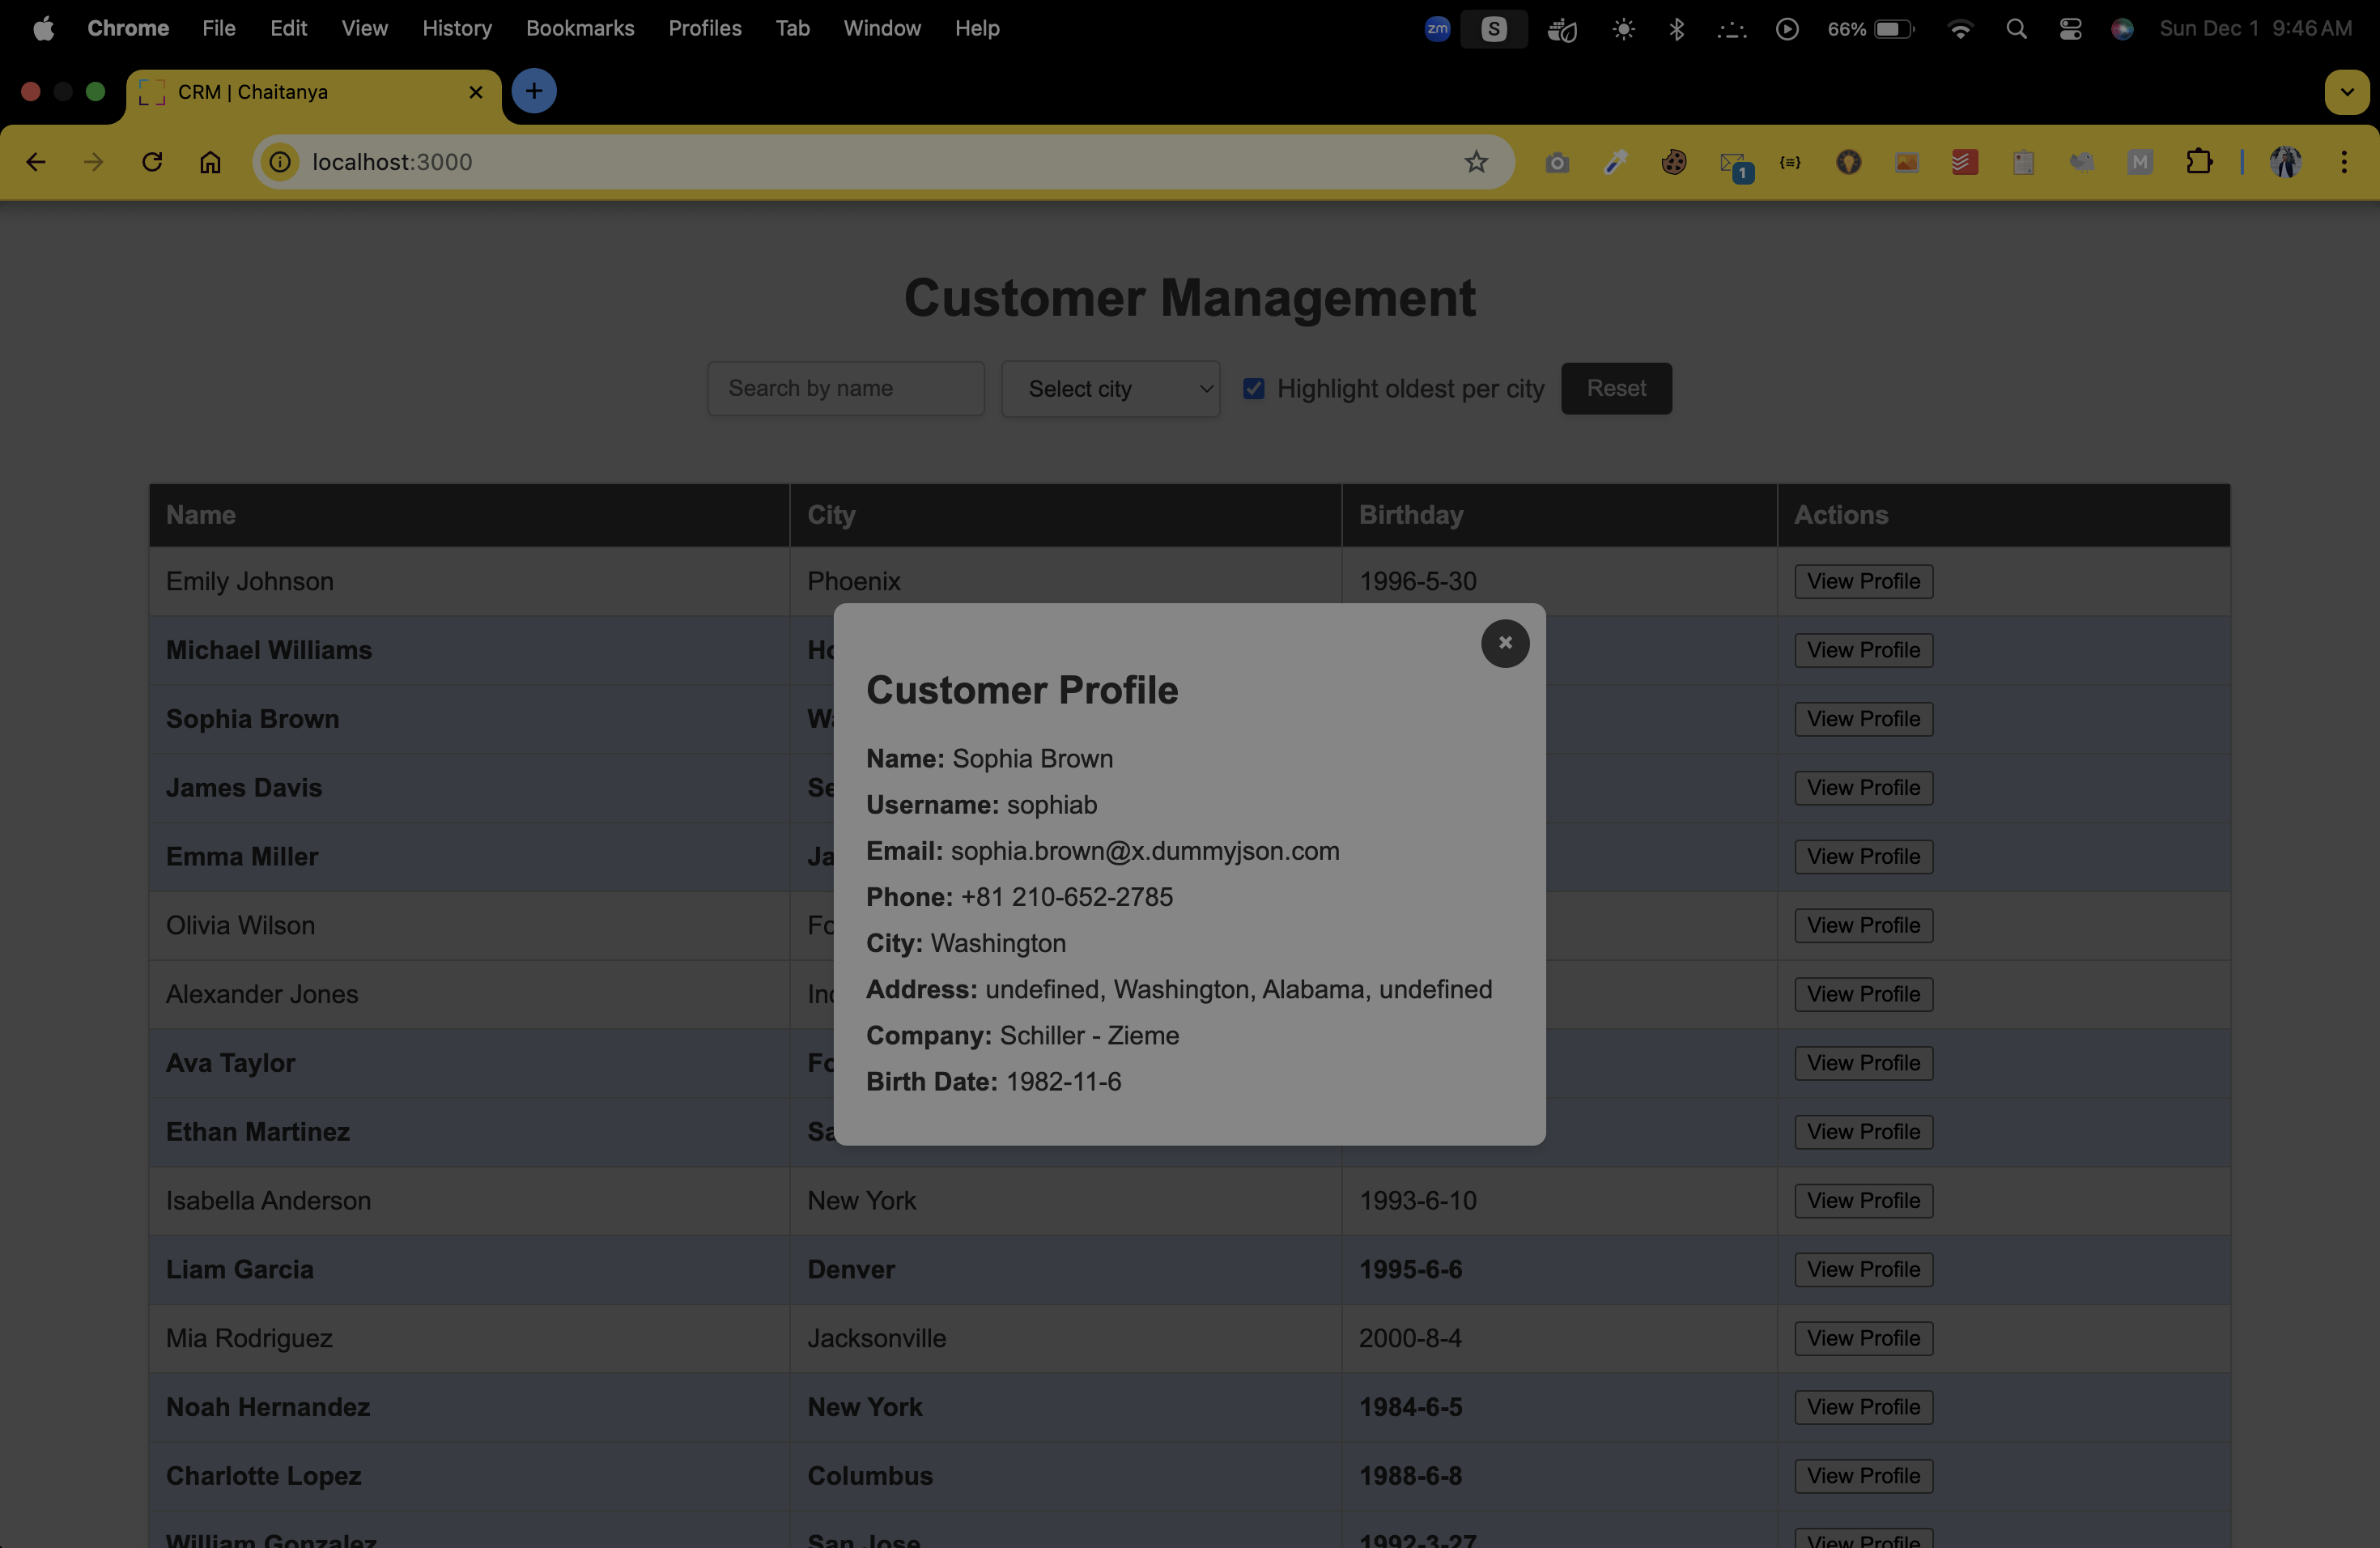 Chrome File Edit View History Bookmarks Profiles Tab Window Help zm S 66% Sun Dec 1 9:46 AM
CRM | Chaitanya
localhost:3000 1 M
Customer Management
Search by name Select city Highlight oldest per city Reset
Name City Birthday Actions
Emily Johnson Phoenix 1996-5-30 View Profile
Michael Williams Ho View Profile
Sophia Brown Wa View Profile
James Davis Se View Profile
Emma Miller Ja View Profile
Olivia Wilson Fo View Profile
Alexander Jones Ind View Profile
Ava Taylor Fo View Profile
Ethan Martinez Sa View Profile
Customer Profile
Name: Sophia Brown
Username: sophiab
Email: sophia.brown@x.dummyjson.com
Phone: +81 210-652-2785
City: Washington
Address: undefined, Washington, Alabama, undefined
Company: Schiller - Zieme
Birth Date: 1982-11-6
Isabella Anderson New York 1993-6-10 View Profile
Liam Garcia Denver 1995-6-6 View Profile
Mia Rodriguez Jacksonville 2000-8-4 View Profile
Noah Hernandez New York 1984-6-5 View Profile
Charlotte Lopez Columbus 1988-6-8 View Profile
William Gonzalez San Jose 1992-3-27 View Profile